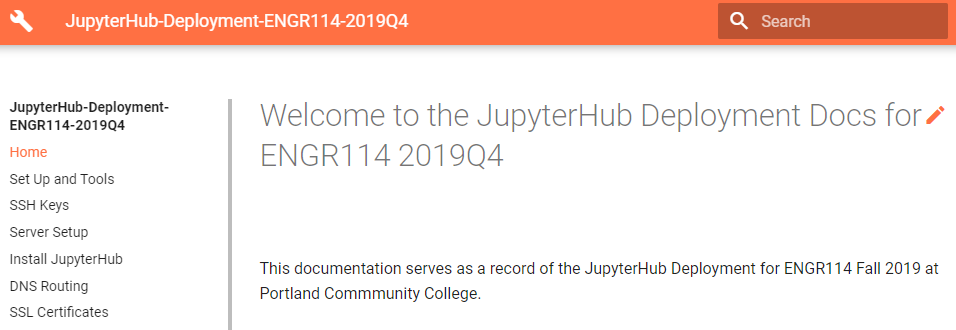 JupyterHub-Deployment-ENGR114-2019Q4
Search
JupyterHub-Deployment-
ENGR114-2019Q4
Home
Set Up and Tools
SSH Keys
Server Setup
Install JupyterHub
DNS Routing
SSL Certificates
Welcome to the JupyterHub Deployment Docs for
ENGR114 2019Q4
This documentation serves as a record of the JupyterHub Deployment for ENGR114 Fall 2019 at
Portland Commmunity College.